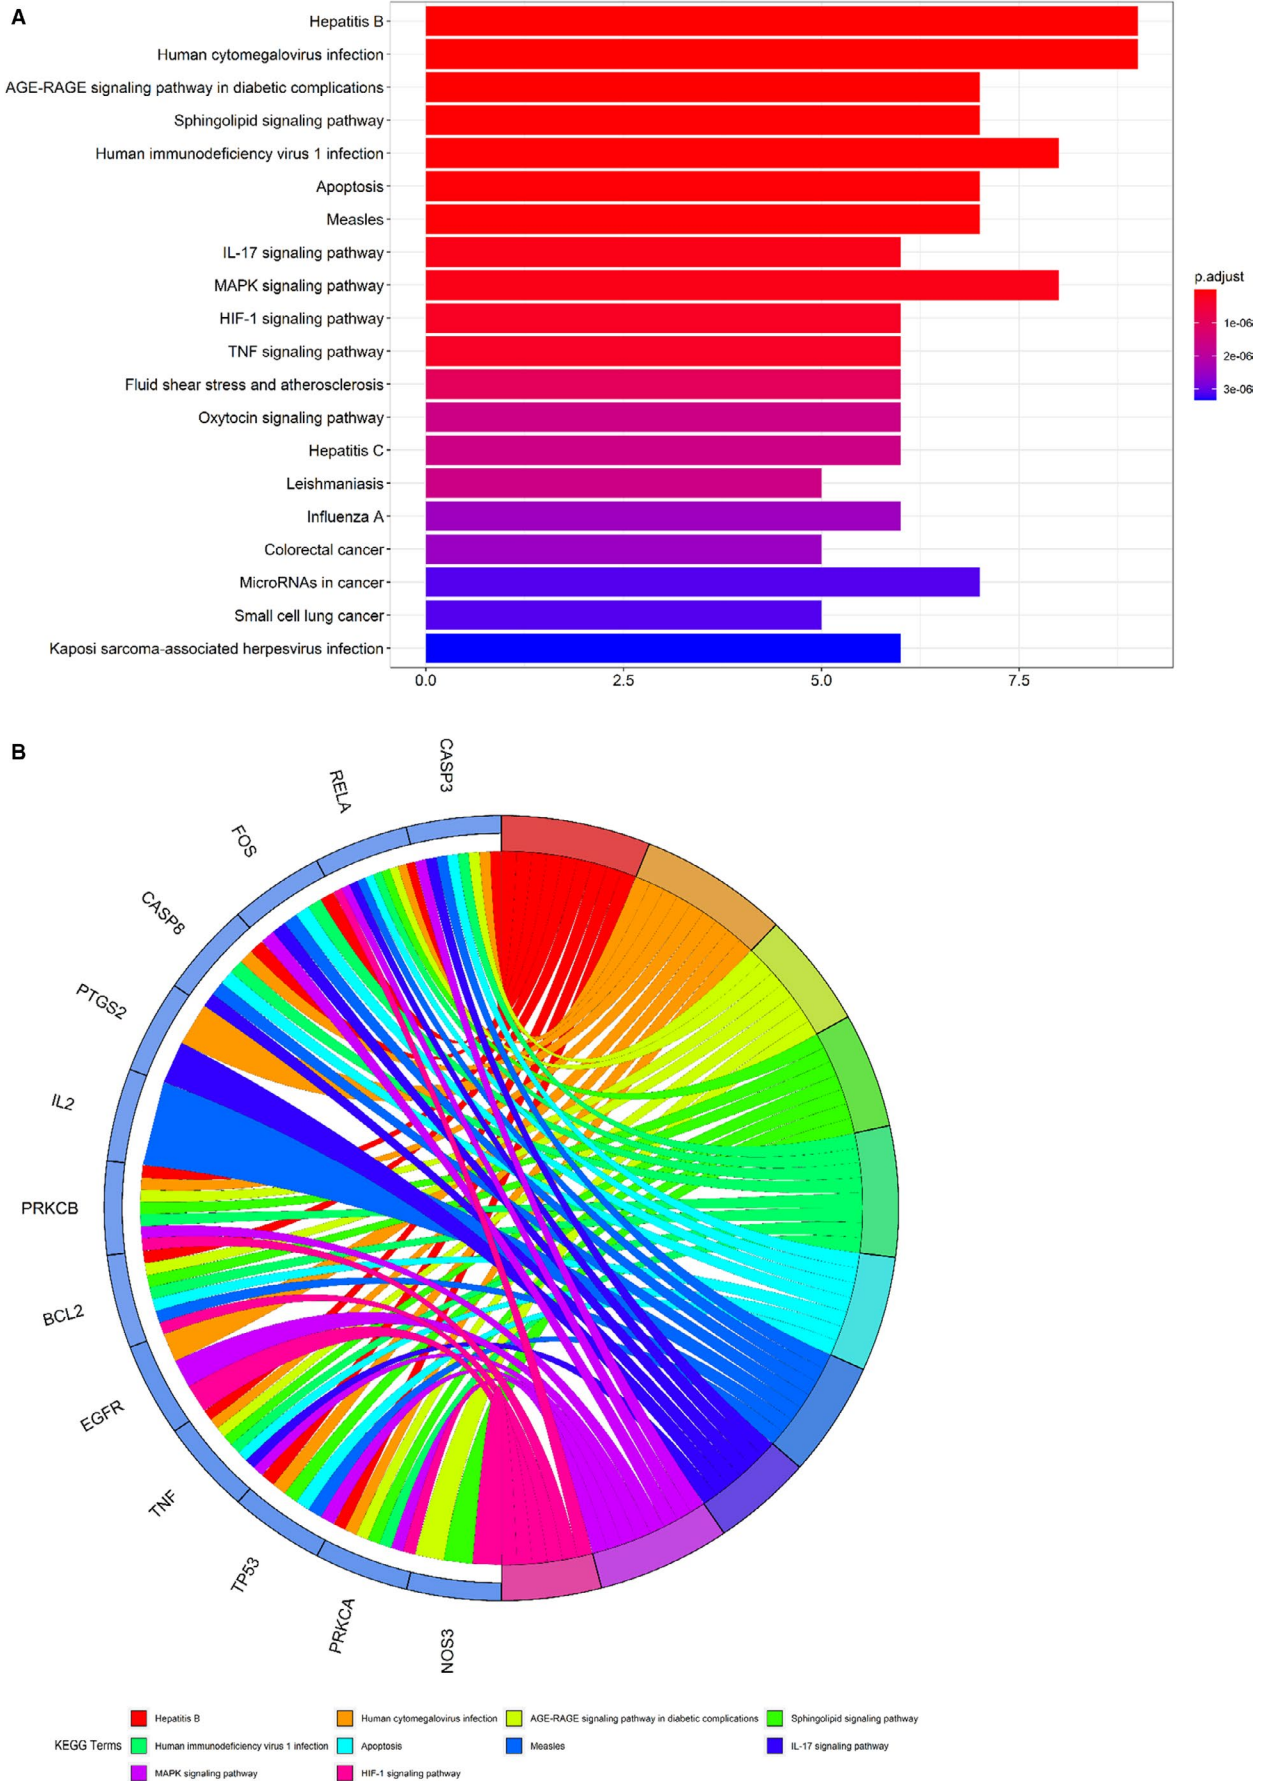 A
Hepatitis B
Human cytomegalovirus infection
AGE-RAGE signaling pathway in diabetic complications
Sphingolipid signaling pathway
Human immunodeficiency virus 1 infection
Apoptosis
Measles
IL-17 signaling pathway
MAPK signaling pathway
HIF-1 signaling pathway
TNF signaling pathway
Fluid shear stress and atherosclerosis
Oxytocin signaling pathway
Hepatitis C
Leishmaniasis
Influenza A
Colorectal cancer
MicroRNAs in cancer
Small cell lung cancer
Kaposi sarcoma-associated herpesvirus infection
0.0 2.5 5.0 7.5
p.adjust
1e-06
2e-06
3e-06
B
CASP3
RELA
FOS
CASP8
PTGS2
IL2
PRKCB
BCL2
EGFR
TNF
TP53
PRKCA
NOS3
Hepatitis B Human cytomegalovirus infection AGE-RAGE signaling pathway in diabetic complications Sphingolipid signaling pathway
KEGG Terms Human immunodeficiency virus 1 infection Apoptosis Measles IL-17 signaling pathway
MAPK signaling pathway HIF-1 signaling pathway